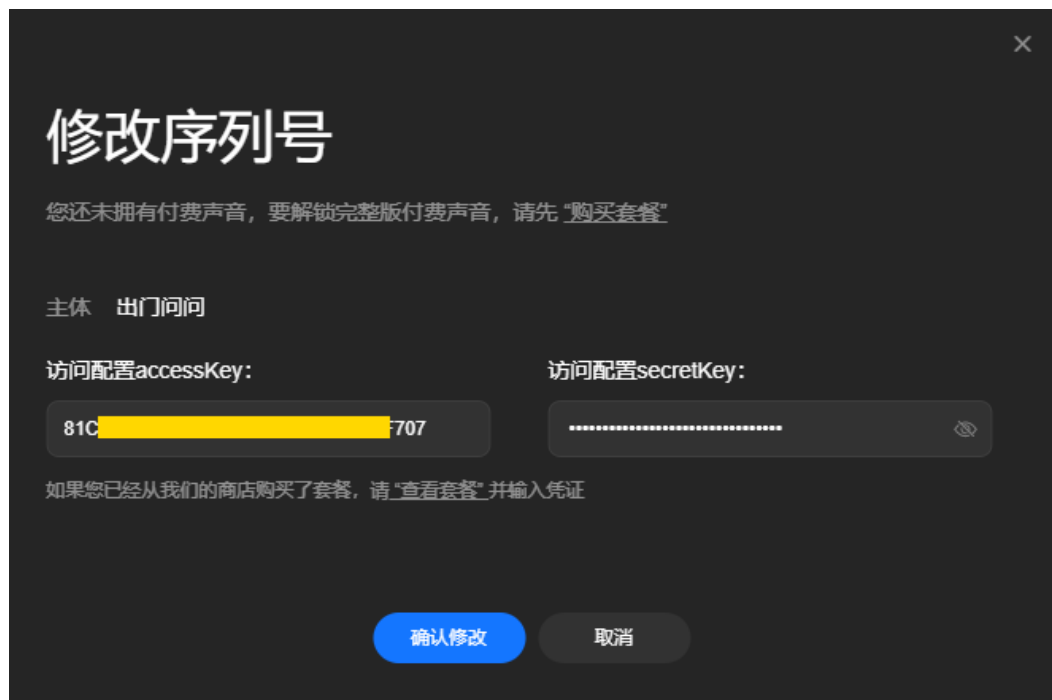 修改序列号
您还未拥有付费声音，要解锁完整版付费声音，请先 “购买套餐”
主体 出门问问
访问配置accessKey： 访问配置secretKey：
81C F707 ••••••••••••••••••••••••••••••••
如果您已经从我们的商店购买了套餐，请 “查看套餐” 并输入凭证
确认修改 取消